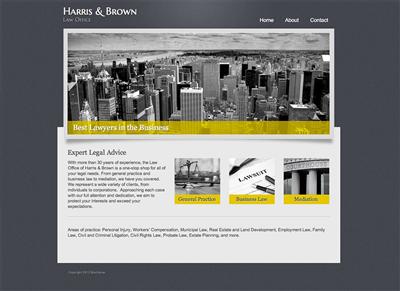 HARRIS & BROWN
LAW OFFICE
Home About Contact
Best Lawyers in the Business
Expert Legal Advice
With more than 30 years of experience, the Law
Office of Harris & Brown is a one-stop shop for all of
your legal needs. From general practice and
business law to mediation, we have you covered.
We represent a wide variety of clients, from
individuals to corporations. Approaching each case
with our full attention and dedication, we aim to
protect your interests and exceed your
expectations.
LAWSUIT
General Practice
Business Law
Mediation
Areas of practice: Personal Injury, Workers' Compensation, Municipal Law, Real Estate and Land Development, Employment Law, Family
Law, Civil and Criminal Litigation, Civil Rights Law, Probate Law, Estate Planning, and more.
Copyright 2012